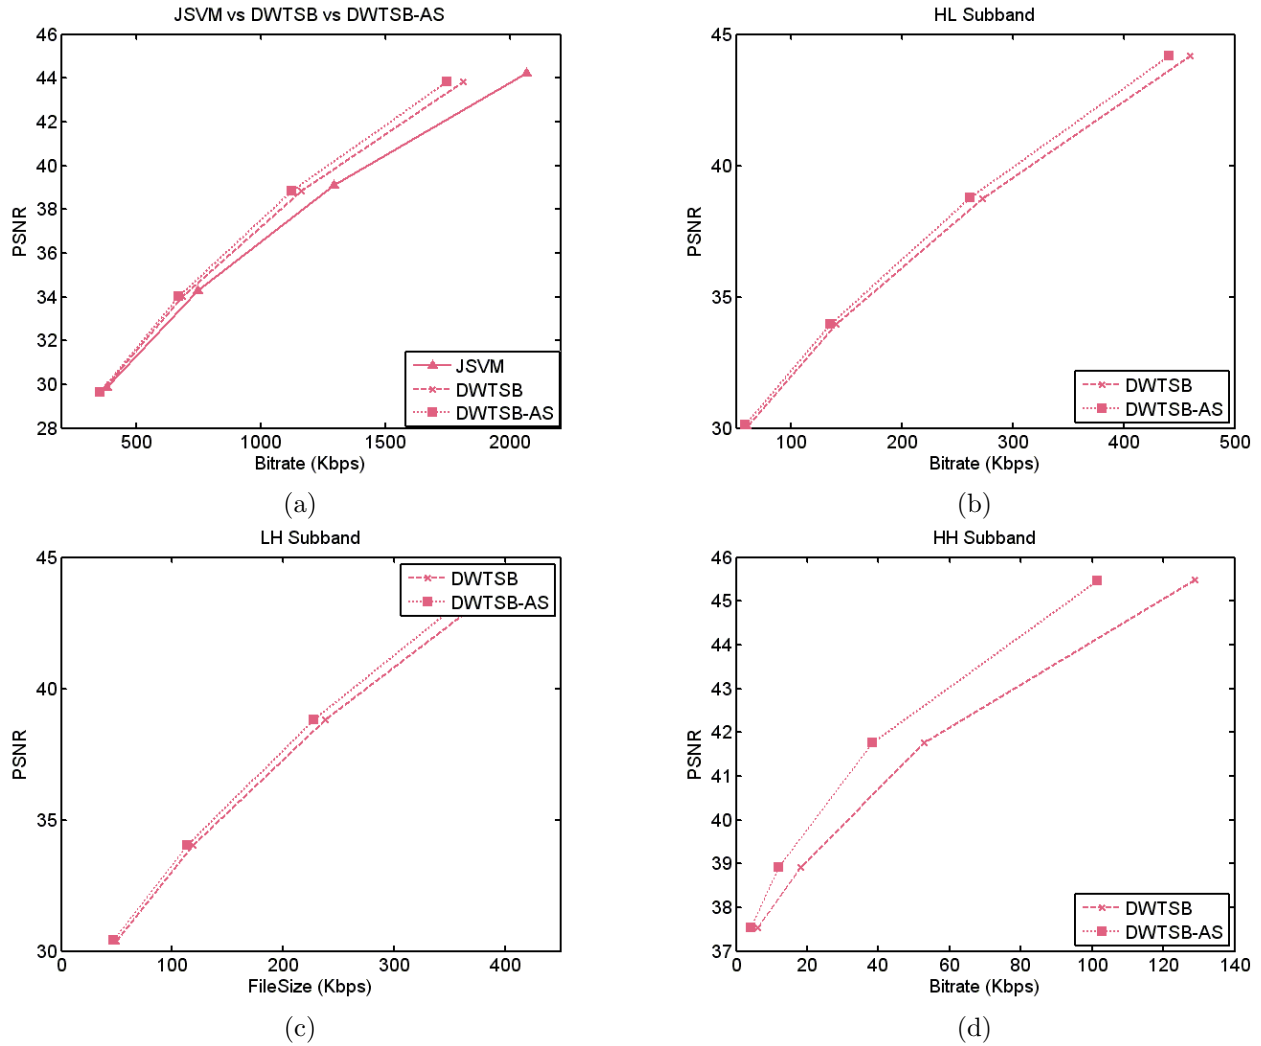 JSVM vs DWTSB vs DWTSB-AS
46
44
42
40
38
36
34
32
30
28
PSNR
500
1000
1500
2000
Bitrate (Kbps)
JSVM
DWTSB
DWTSB-AS
(a)
HL Subband
45
40
35
30
PSNR
100
200
300
400
500
Bitrate (Kbps)
DWTSB
DWTSB-AS
(b)
LH Subband
45
40
35
30
PSNR
0
100
200
300
400
FileSize (Kbps)
DWTSB
DWTSB-AS
(c)
HH Subband
46
45
44
43
42
41
40
39
38
37
PSNR
0
20
40
60
80
100
120
140
Bitrate (Kbps)
DWTSB
DWTSB-AS
(d)